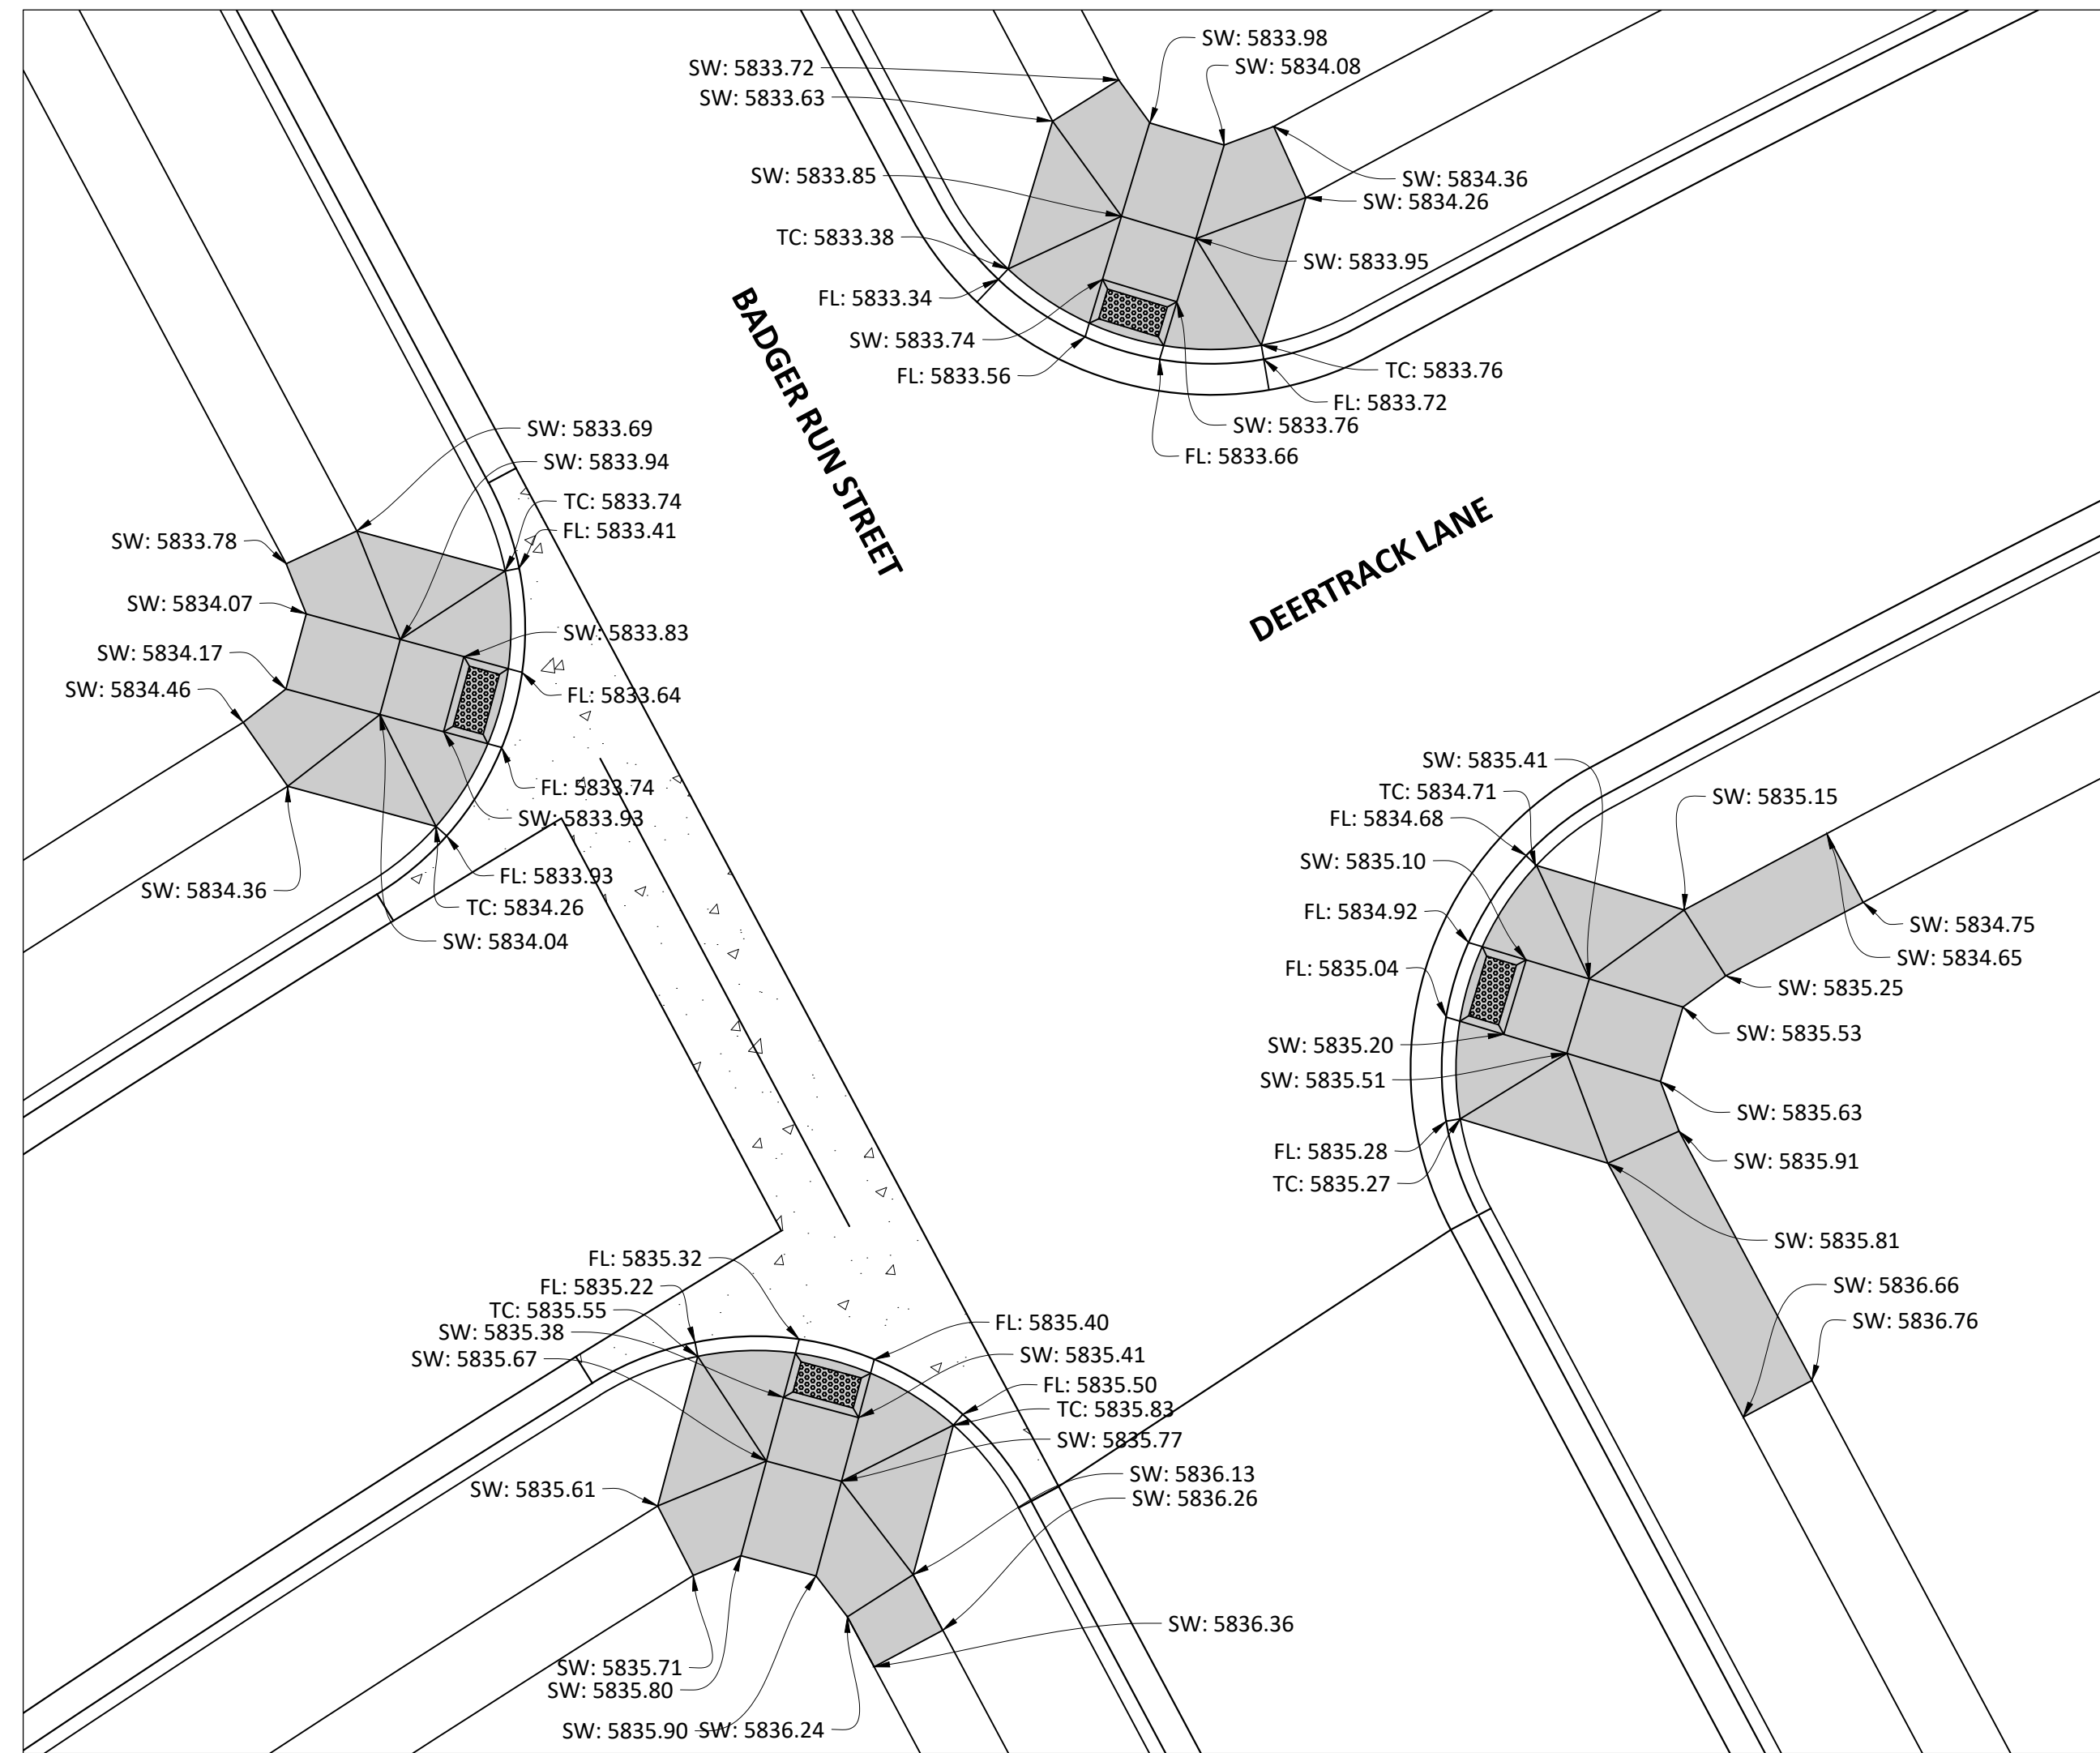 SW: 5833.98
SW: 5834.08
SW: 5833.72
SW: 5833.63
SW: 5833.85
SW: 5834.36
SW: 5834.26
TC: 5833.38
SW: 5833.95
FL: 5833.34
SW: 5833.74
FL: 5833.56
TC: 5833.76
FL: 5833.72
SW: 5833.76
FL: 5833.66
BADGER RUN STREET
DEERTRACK LANE
SW: 5833.69
SW: 5833.94
TC: 5833.74
FL: 5833.41
SW: 5833.78
SW: 5834.07
SW: 5833.83
SW: 5834.17
SW: 5834.46
FL: 5833.64
FL: 5833.74
SW: 5833.93
FL: 5833.93
SW: 5834.36
TC: 5834.26
SW: 5834.04
SW: 5835.41
TC: 5834.71
FL: 5834.68
SW: 5835.15
SW: 5835.10
FL: 5834.92
SW: 5834.75
SW: 5834.65
FL: 5835.04
SW: 5835.25
SW: 5835.20
SW: 5835.53
SW: 5835.51
SW: 5835.63
FL: 5835.28
SW: 5835.91
TC: 5835.27
SW: 5835.81
SW: 5836.66
SW: 5836.76
FL: 5835.32
FL: 5835.22
TC: 5835.55
SW: 5835.38
SW: 5835.67
FL: 5835.40
SW: 5835.41
FL: 5835.50
TC: 5835.83
SW: 5835.77
SW: 5836.13
SW: 5836.26
SW: 5835.61
SW: 5836.36
SW: 5835.71
SW: 5835.80
SW: 5835.90
SW: 5836.24